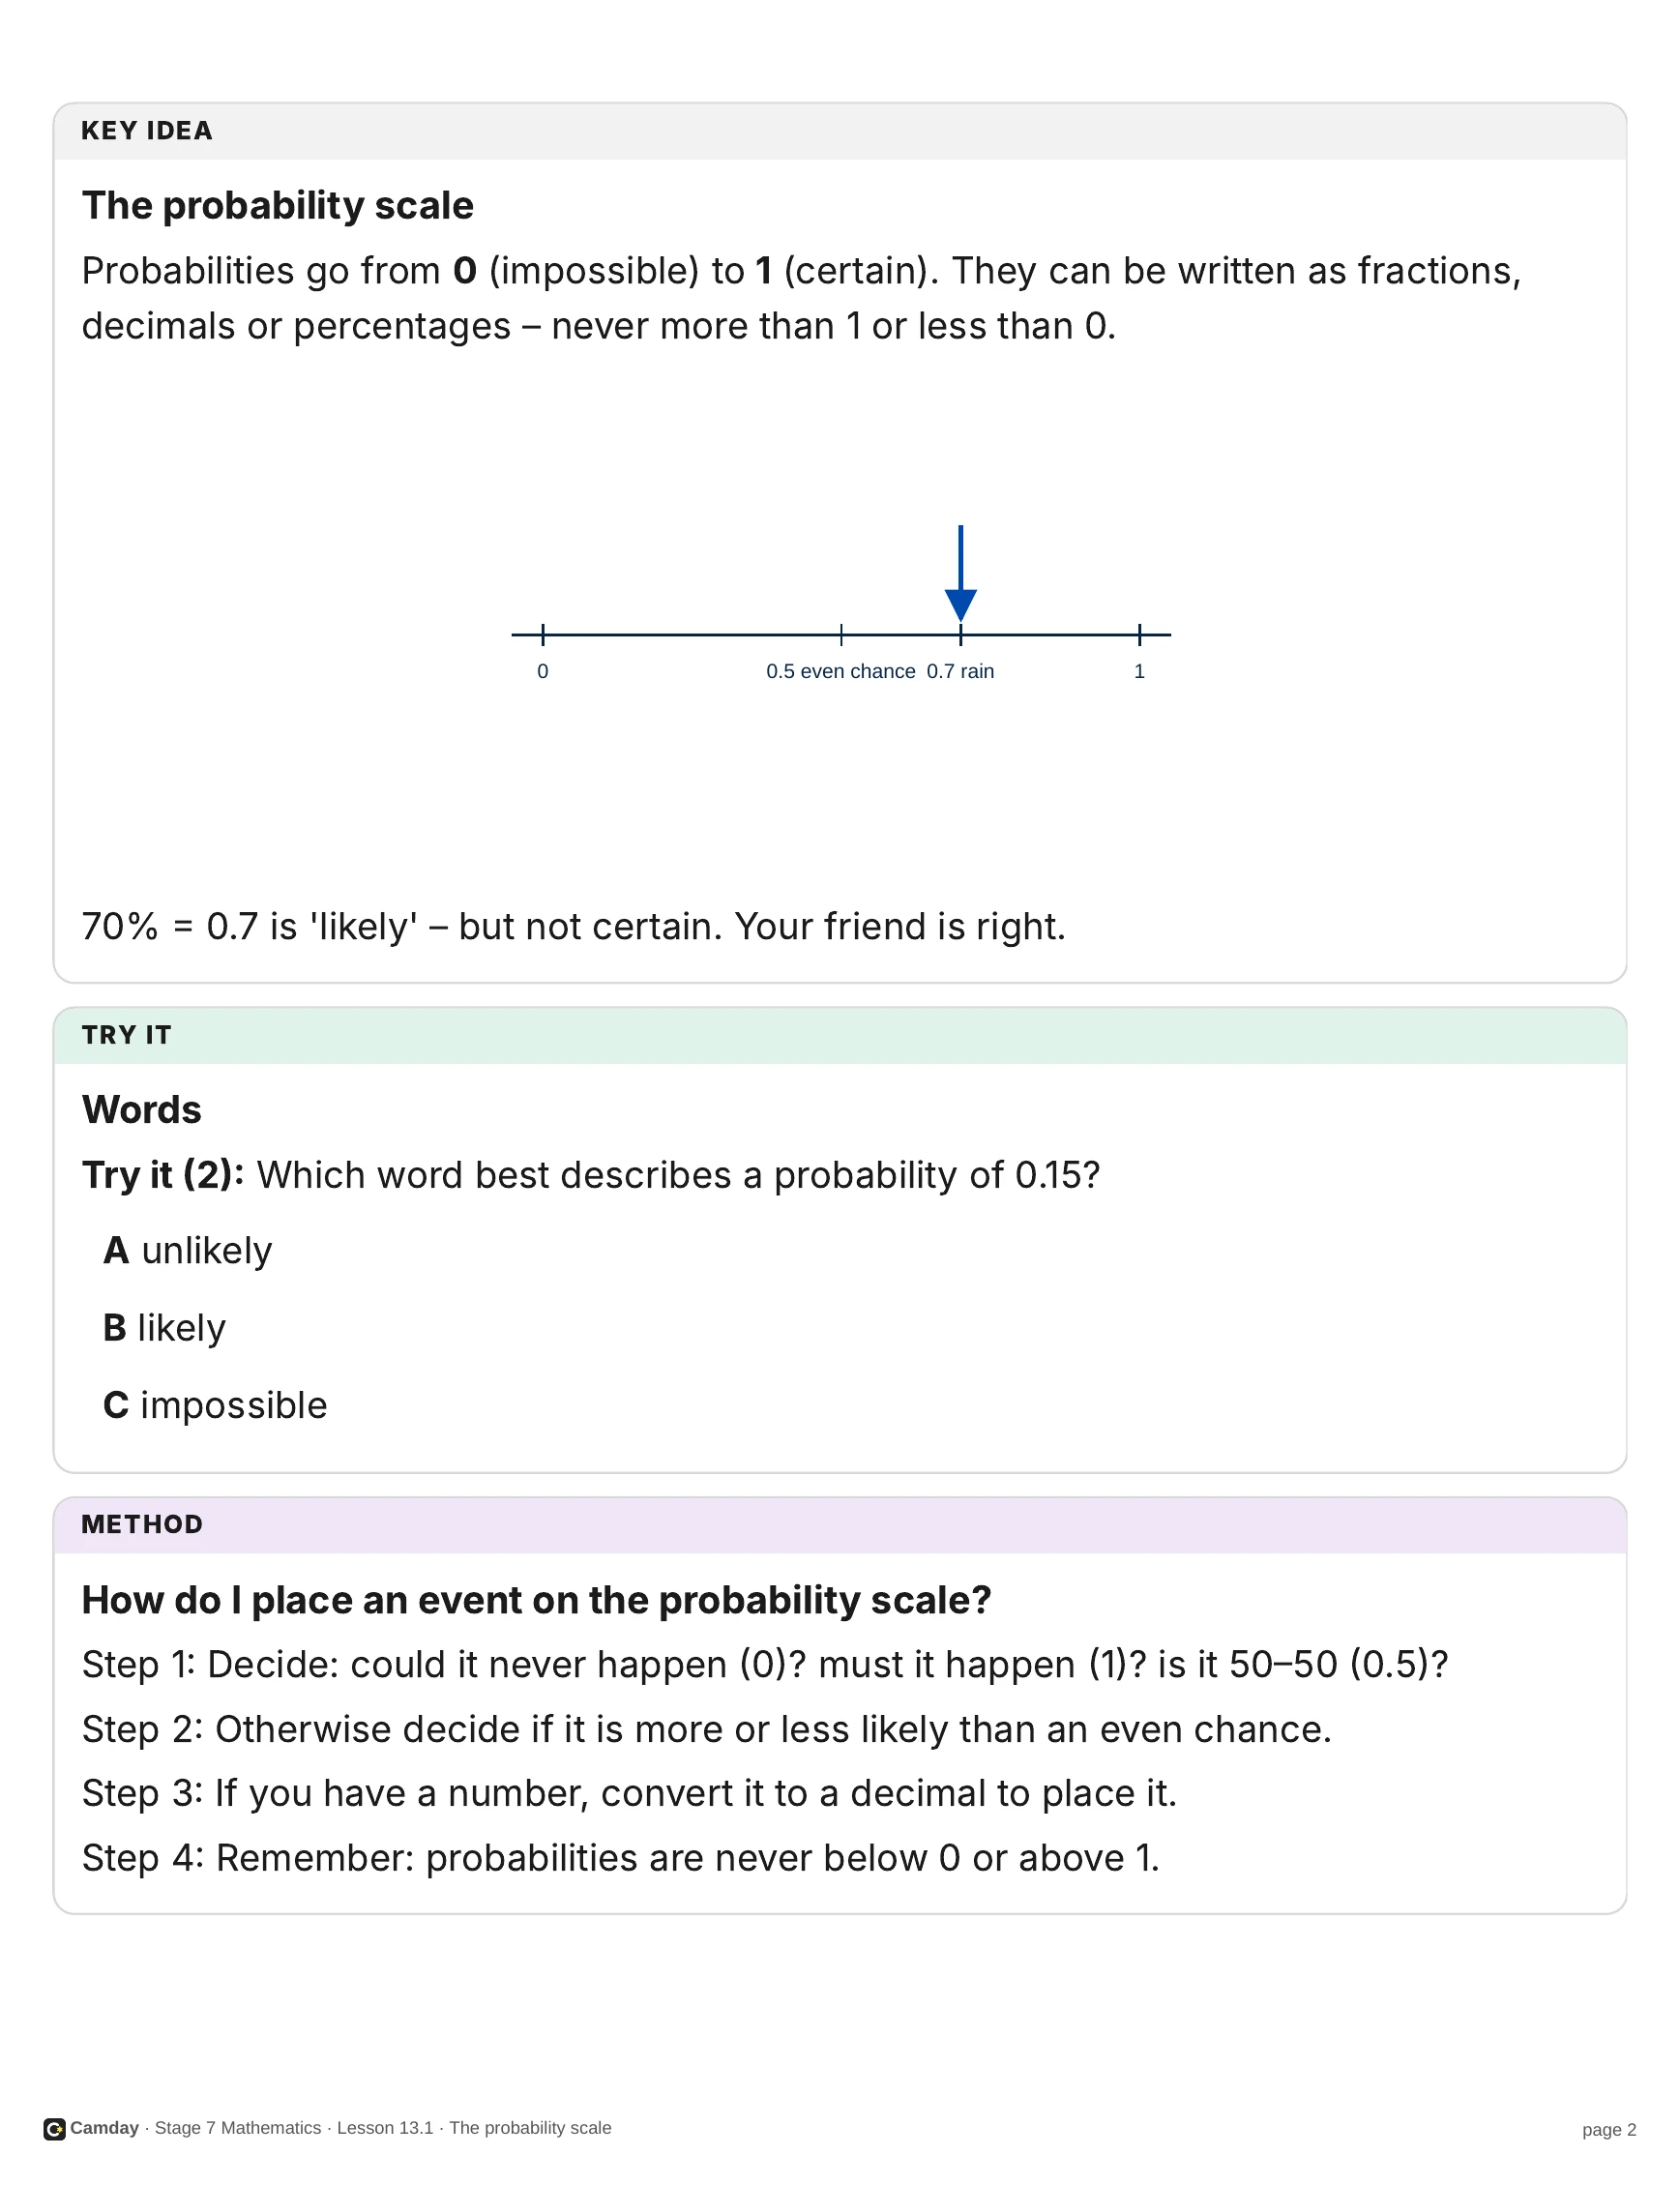 KEY IDEA
The probability scale
Probabilities go from 0 (impossible) to 1 (certain). They can be written as fractions,
decimals or percentages – never more than 1 or less than 0.
0 0.5 even chance 0.7 rain 1
70% = 0.7 is 'likely' – but not certain. Your friend is right.
TRY IT
Words
Try it (2): Which word best describes a probability of 0.15?
A unlikely
B likely
C impossible
METHOD
How do I place an event on the probability scale?
Step 1: Decide: could it never happen (0)? must it happen (1)? is it 50–50 (0.5)?
Step 2: Otherwise decide if it is more or less likely than an even chance.
Step 3: If you have a number, convert it to a decimal to place it.
Step 4: Remember: probabilities are never below 0 or above 1.
Camday · Stage 7 Mathematics · Lesson 13.1 · The probability scale
page 2